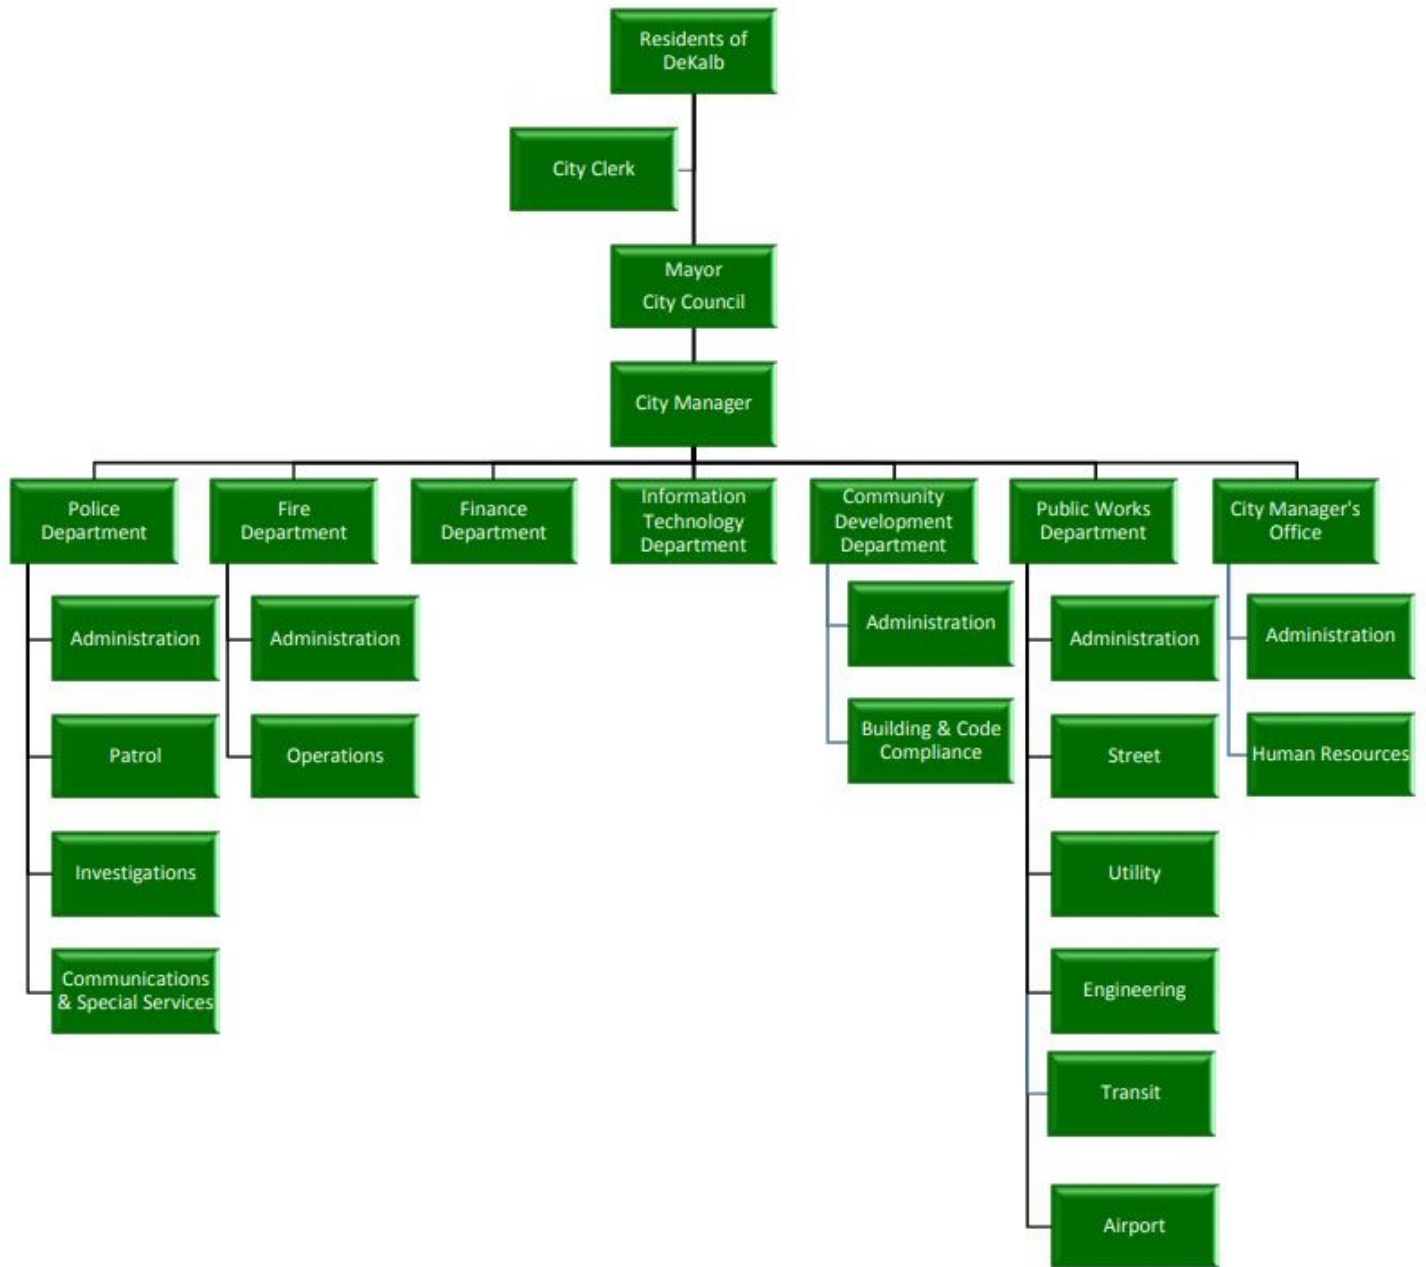 Residents of
DeKalb
City Clerk
Mayor
City Council
City Manager
Police
Department
Fire
Department
Finance
Department
Information
Technology
Department
Community
Development
Department
Public Works
Department
City Manager's
Office
Administration
Patrol
Investigations
Communications
& Special Services
Administration
Operations
Administration
Building & Code
Compliance
Administration
Street
Utility
Engineering
Transit
Airport
Administration
Human Resources